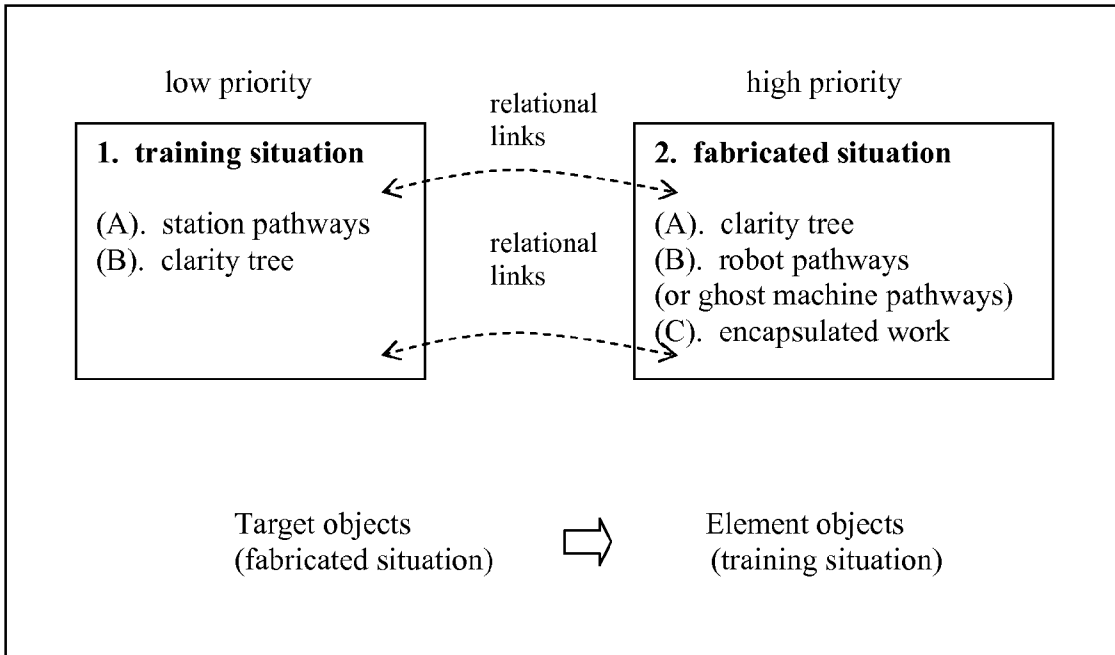 low priority
high priority
relational
links
1. training situation
(A). station pathways
(B). clarity tree
relational
links
2. fabricated situation
(A). clarity tree
(B). robot pathways
(or ghost machine pathways)
(C). encapsulated work
Target objects
(fabricated situation)
Element objects
(training situation)